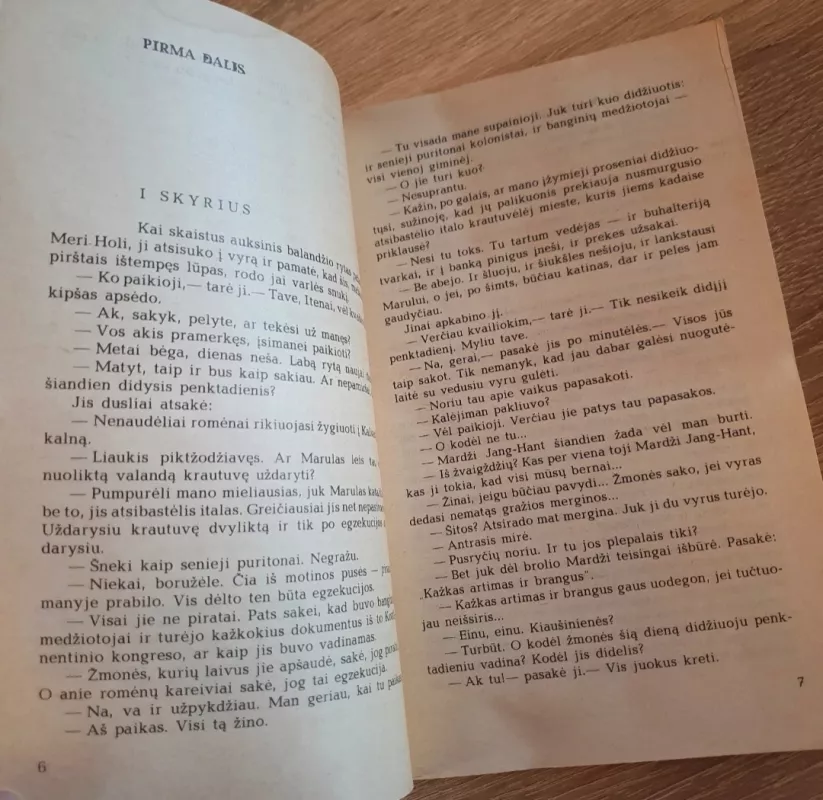 PIRMA DALIS
I SKYRIUS
Kai skaistus auksinis balandžio rytas
Meri Holi, ji atsisuko į vyrą ir pamatė, kad šis,
pirštais ištempęs lūpas, rodo jai varlės snukį.
— Ko paikioji,— tarė ji.— Tave, Itenai, vėl
kipšas apsėdo.
— Ak, sakyk, pelyte, ar tekėsi už manęs?
— Vos akis pramerkęs, įsimanei paikioti?
— Metai bėga, dienas neša. Labą rytą
— Matyt, taip ir bus kaip sakiau. Ar
šiandien didysis penktadienis?
Jis dusliai atsakė:
— Nenaudėliai romėnai rikiuojasi žygiuoti į
kalną.
— Liaukis piktžodžiavęs. Ar Marulas leis
nuoliktą valandą krautuvę uždaryti?
— Pumpurėli mano mieliausias, juk Marulas
be to, jis atsibastėlis italas. Greičiausiai jis net
Uždarysiu krautuvę dvyliktą ir tik po egzekucijos
darysiu.
— Šneki kaip senieji puritonai. Negražu.
— Niekai, boružėle. Čia iš motinos pusės —
manyje prabilo. Vis dėlto ten būta egzekucijos.
— Visai jie ne piratai. Pats sakei, kad buvo
medžiotojai ir turėjo kažkokius dokumentus iš to
nentinio kongreso, ar kaip jis buvo vadinamas.
— Žmonės, kurių laivus jie apšaudė, sakė, jog
O anie romėnų kareiviai sakė, jog tai egzekucija.
— Na, va ir užpykdžiau. Man geriau, kai tu
— Aš paikas. Visi tą žino.
6
— Tu visada mane supainioji. Juk turi kuo didžiuotis:
ir senieji puritonai kolonistai, ir banginių medžiotojai —
visi vienoj giminėj.
— O jie turi kuo?
— Nesuprantu.
— Kažin, po galais, ar mano įžymieji proseniai didžiuo-
tųsi, sužinoję, kad jų palikuonis prekiauja nusmurgusio
atsibastėlio italo krautuvėlėj mieste, kuris jiems kadaise
priklausė?
— Nesi tu toks. Tu tartum vedėjas — ir buhalteriją
tvarkai, ir į banką pinigus įneši, ir prekes užsakai.
— Be abejo. Ir šluoju, ir šiukšles nešioju, ir lankstausi
Marului, o jei, po šimts, būčiau katinas, dar ir peles jam
gaudyčiau.
Jinai apkabino jį.
— Verčiau kvailiokim,— tarė ji.— Tik nesikeik didįjį
penktadienį. Myliu tave.
— Na, gerai,— pasakė jis po minutėlės.— Visos jūs
taip sakot. Tik nemanyk, kad jau dabar galėsi nuogutė-
laitė su vedusiu vyru gulėti.
— Noriu tau apie vaikus papasakoti.
— Kalėjiman pakliuvo?
— Vėl paikioji. Verčiau jie patys tau papasakos.
— O kodėl ne tu...
— Mardži Jang-Hant šiandien žada vėl man burti.
— Iš žvaigždžių? Kas per viena toji Mardži Jang-Hant,
kas ji tokia, kad visi mūsų bernai...
— Žinai, jeigu būčiau pavydi... Žmonės sako, jei vyras
dedasi nematąs gražios merginos...
— Šitos? Atsirado mat mergina. Juk ji du vyrus turėjo.
— Antrasis mirė.
— Pusryčių noriu. Ir tu jos plepalais tiki?
— Bet juk dėl brolio Mardži teisingai išbūrė. Pasakė:
„Kažkas artimas ir brangus".
— Kažkas artimas ir brangus gaus uodegon, jei tučtuo-
jau neišsiris...
— Einu, einu. Kiaušinienės?
— Turbūt. O kodėl žmonės šią dieną didžiuoju penk-
tadieniu vadina? Kodėl jis didelis?
— Ak tu!— pasakė ji.— Vis juokus kreti.
7